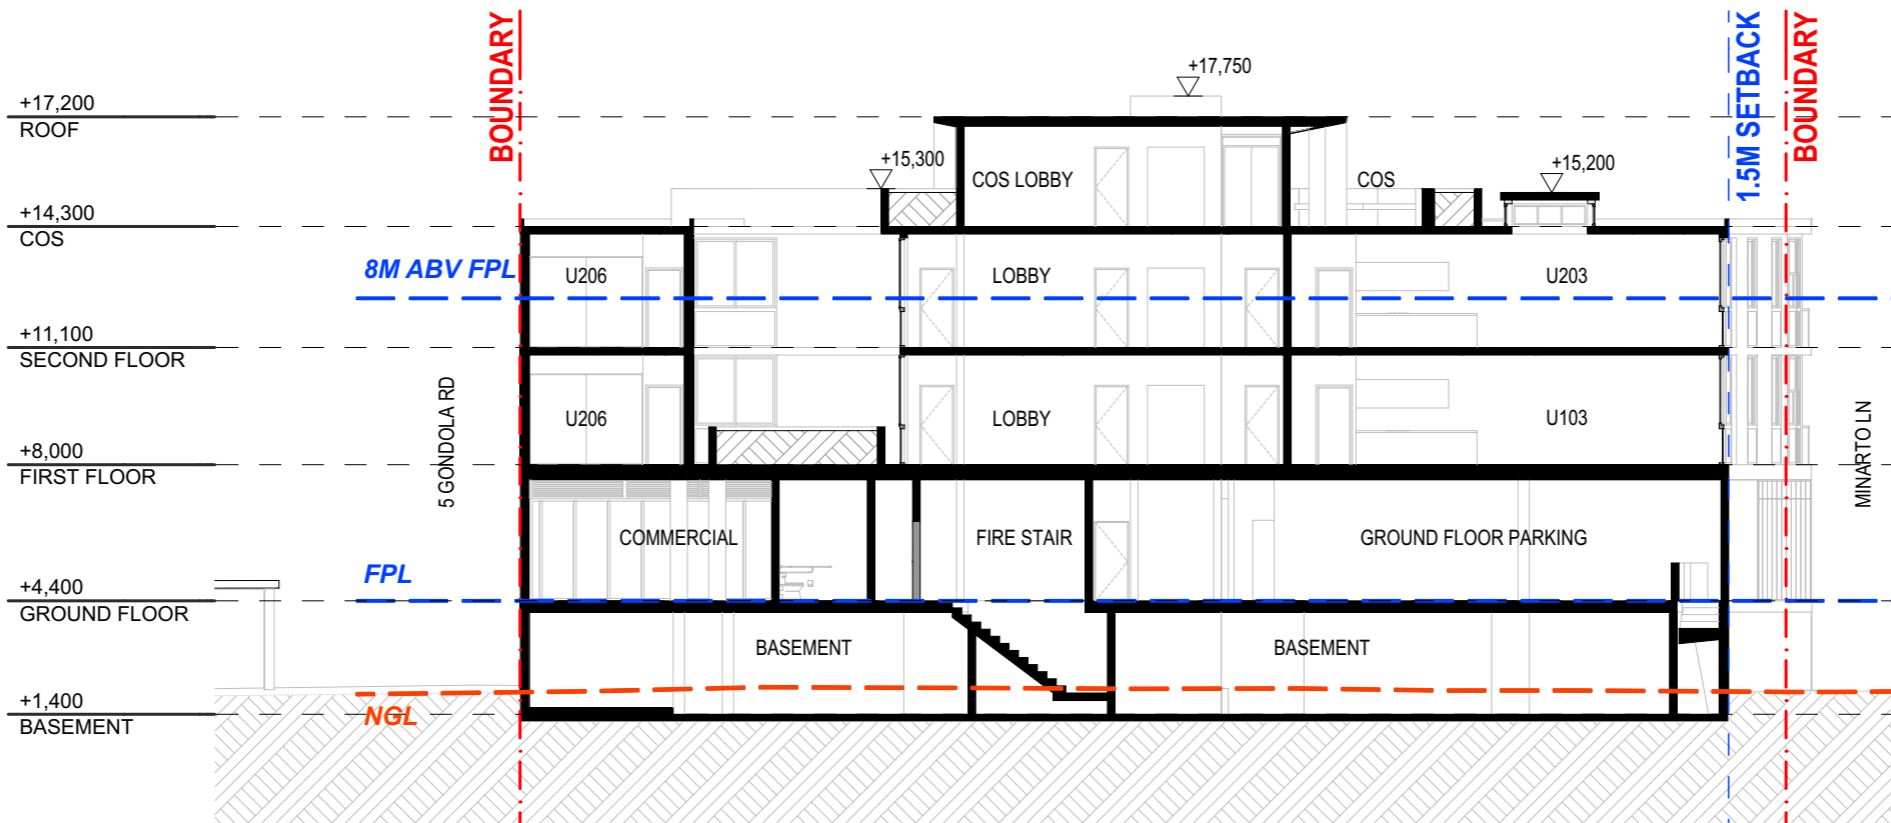 BOUNDARY
1.5M SETBACK
BOUNDARY
+17,750
+17,200
ROOF
+15,300
COS LOBBY
COS
+15,200
+14,300
COS
8M ABV FPL
U206
LOBBY
U203
+11,100
SECOND FLOOR
5 GONDOLA RD
U206
LOBBY
U103
MINARTO LN
+8,000
FIRST FLOOR
COMMERCIAL
FIRE STAIR
GROUND FLOOR PARKING
FPL
+4,400
GROUND FLOOR
BASEMENT
BASEMENT
+1,400
BASEMENT
NGL